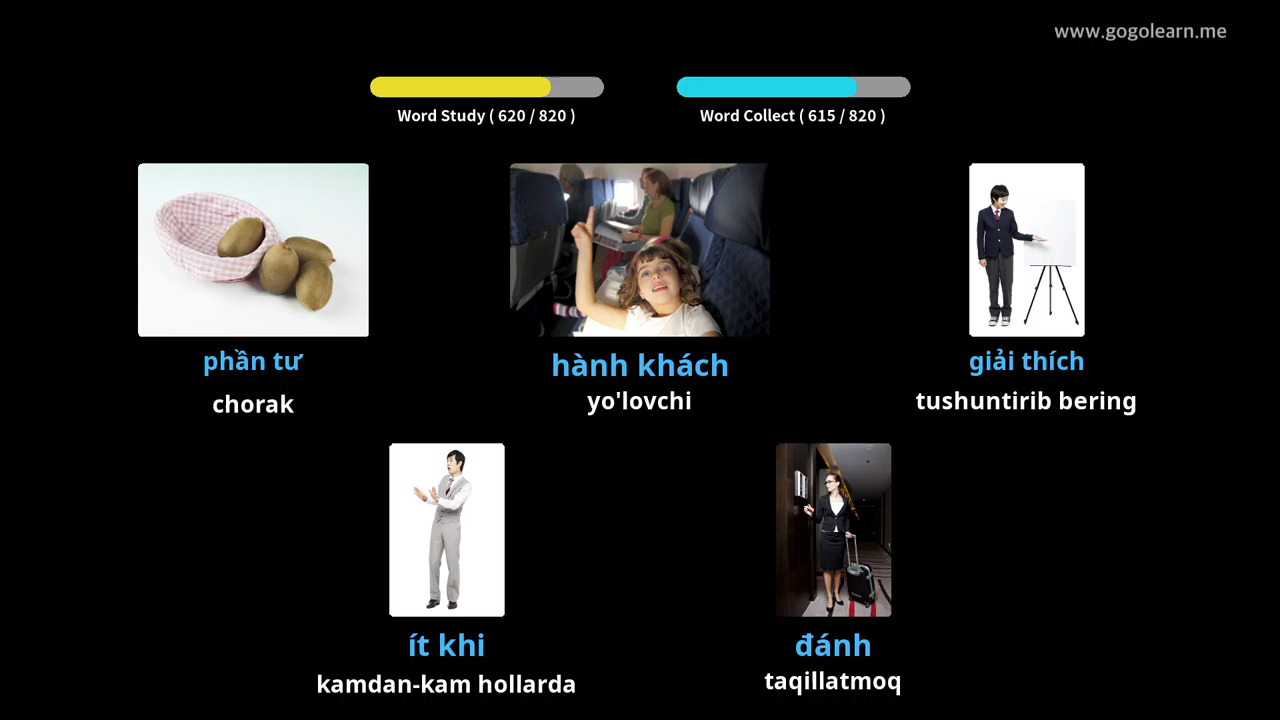 www.gogolearn.me
Word Study ( 620 / 820 )
Word Collect ( 615 / 820 )
phần tư
chorak
hành khách
yo'lovchi
giải thích
tushuntirib bering
ít khi
kamdan-kam hollarda
đánh
taqillatmoq